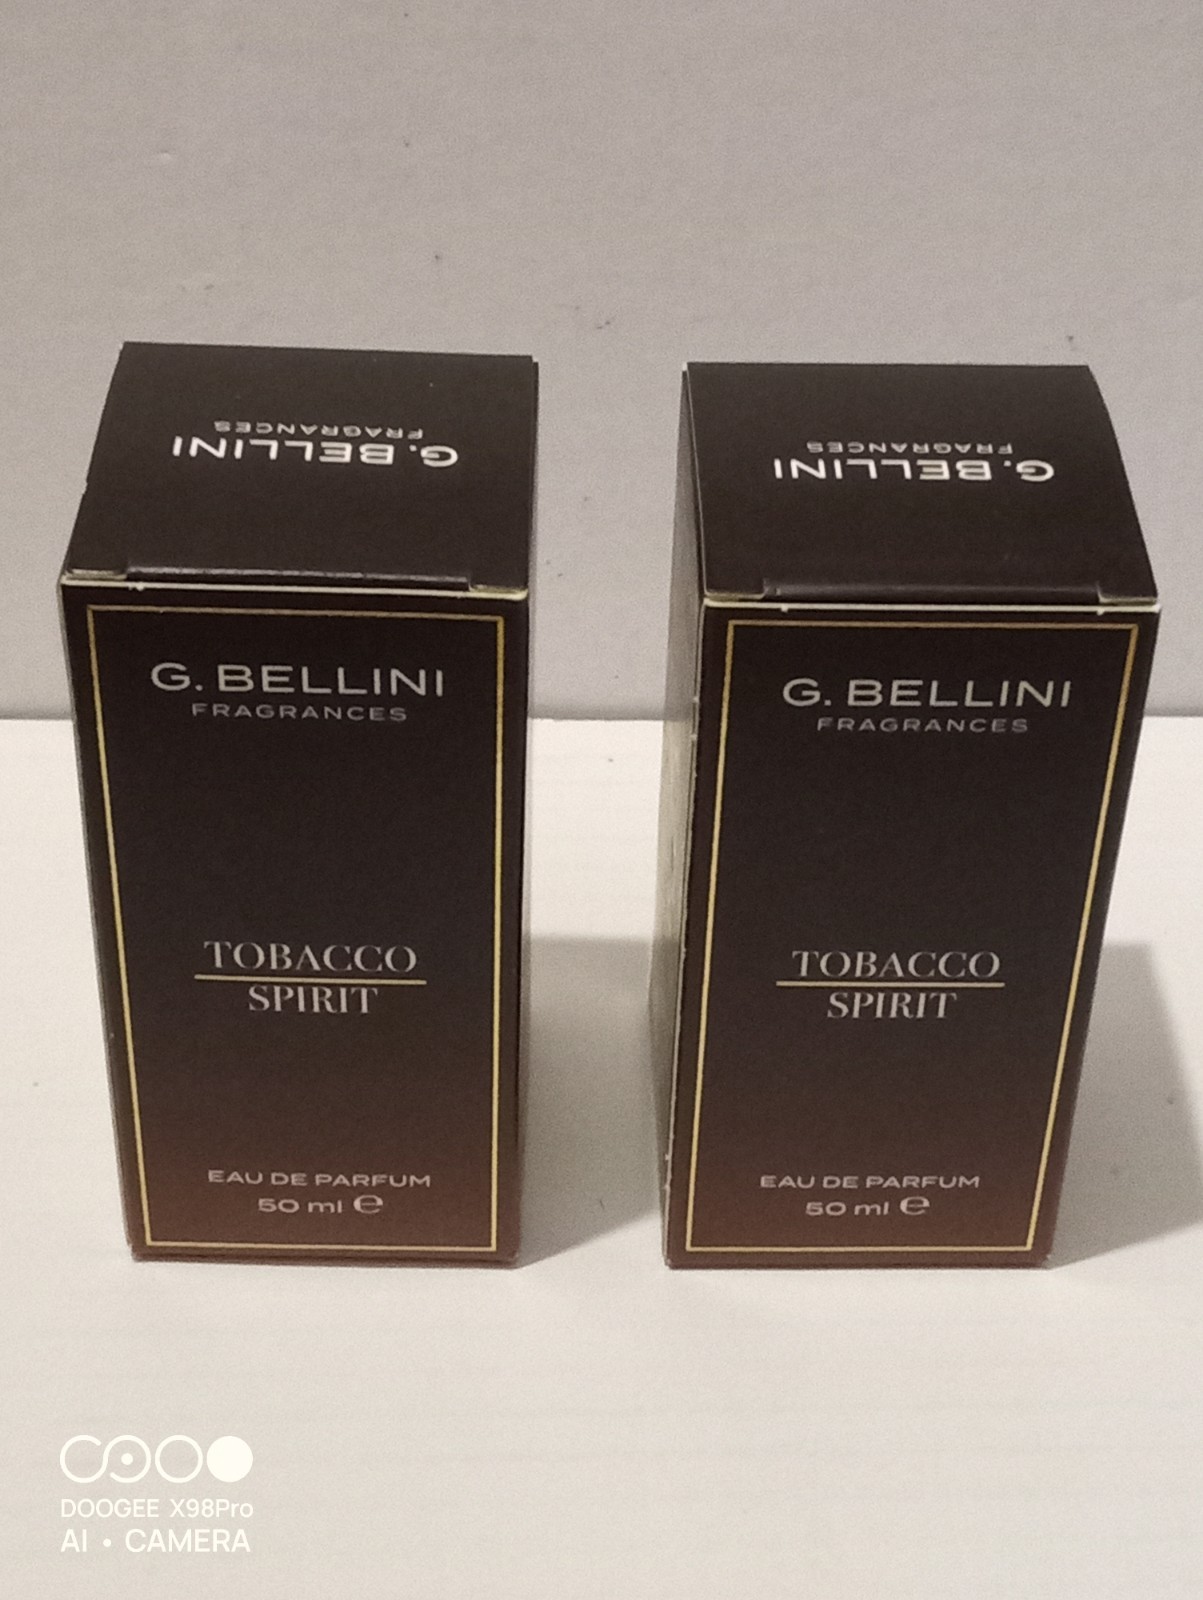 G. BELLINI
FRAGRANCES
G. BELLINI
FRAGRANCES
TOBACCO
SPIRIT
EAU DE PARFUM
50 ml ℮
G. BELLINI
FRAGRANCES
G. BELLINI
FRAGRANCES
TOBACCO
SPIRIT
EAU DE PARFUM
50 ml ℮
DOOGEE X98Pro
AI • CAMERA